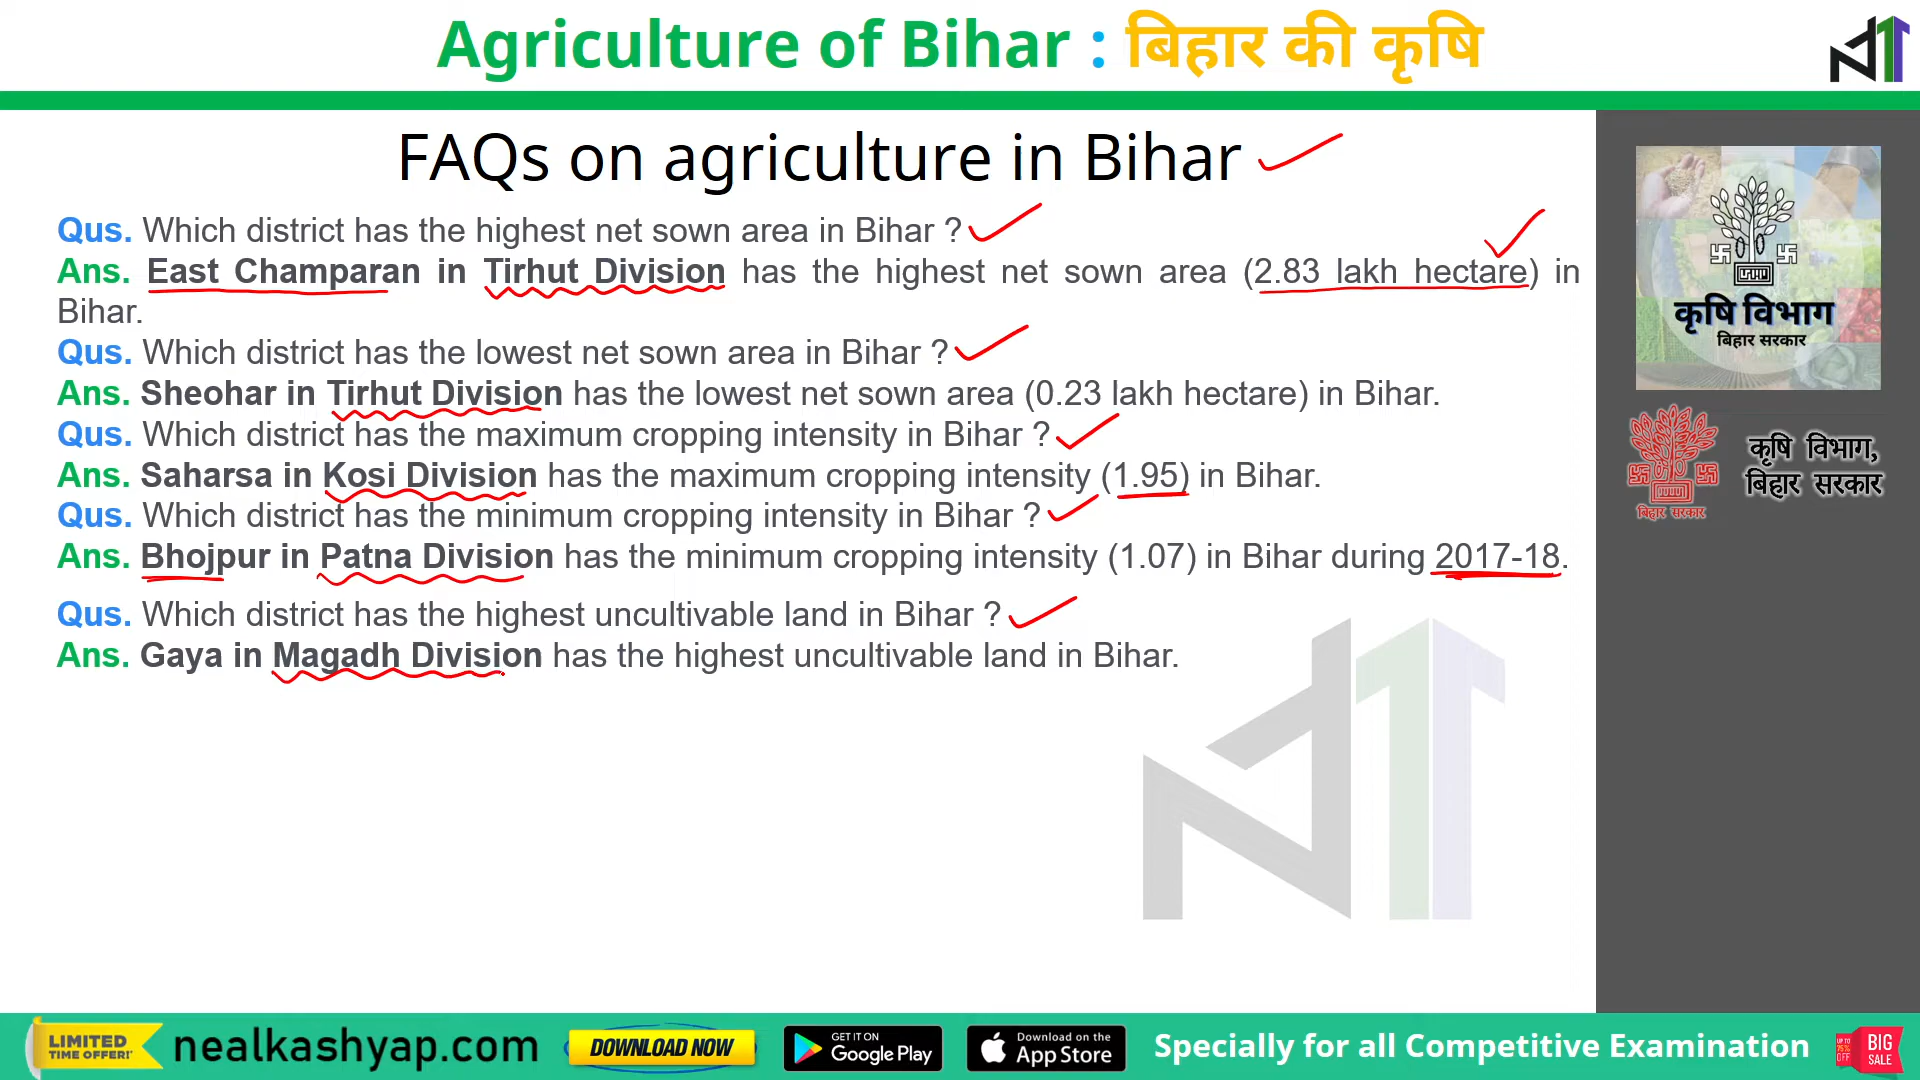 Agriculture of Bihar : बिहार की कृषि
FAQs on agriculture in Bihar
Qus. Which district has the highest net sown area in Bihar ?
Ans. East Champaran in Tirhut Division has the highest net sown area (2.83 lakh hectare) in
Bihar.
Qus. Which district has the lowest net sown area in Bihar ?
Ans. Sheohar in Tirhut Division has the lowest net sown area (0.23 lakh hectare) in Bihar.
Qus. Which district has the maximum cropping intensity in Bihar ?
Ans. Saharsa in Kosi Division has the maximum cropping intensity (1.95) in Bihar.
Qus. Which district has the minimum cropping intensity in Bihar ?
Ans. Bhojpur in Patna Division has the minimum cropping intensity (1.07) in Bihar during 2017-18.
Qus. Which district has the highest uncultivable land in Bihar ?
Ans. Gaya in Magadh Division has the highest uncultivable land in Bihar.
कृषि विभाग
बिहार सरकार
कृषि विभाग,
बिहार सरकार
बिहार सरकार
LIMITED
TIME OFFER!
nealkashyap.com
DOWNLOAD NOW
GET IT ON
Google Play
Download on the
App Store
Specially for all Competitive Examination
UP TO
75%
OFF
BIG
SALE